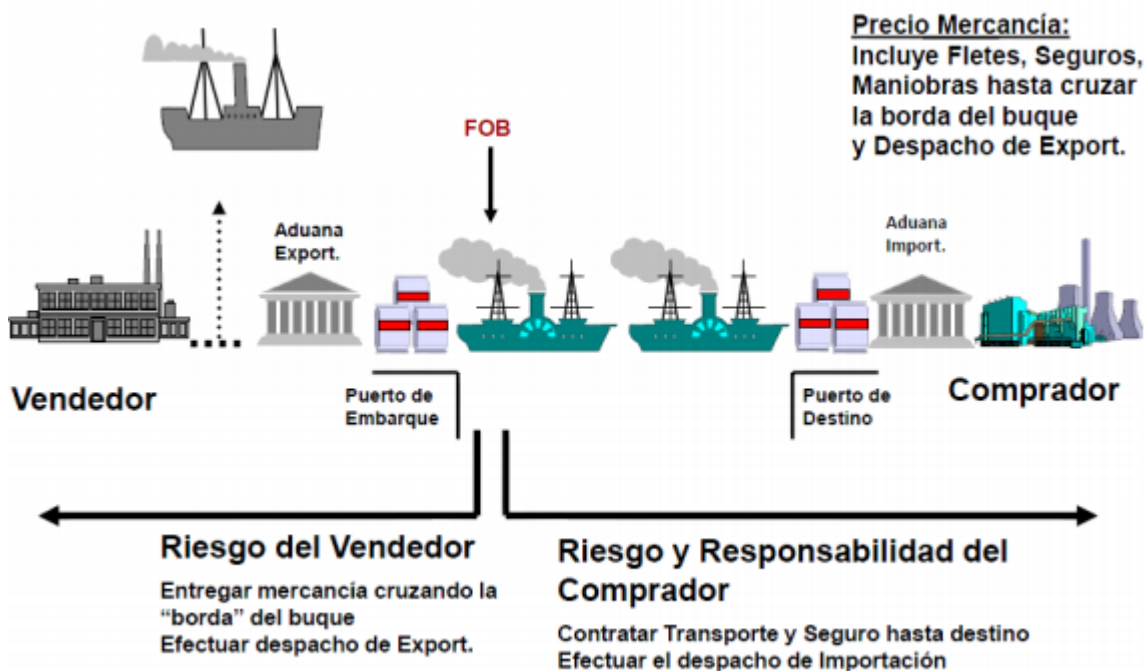 Precio Mercancía:
Incluye Fletes, Seguros,
Maniobras hasta cruzar
la borda del buque
y Despacho de Export.
FOB
Aduana
Export.
Aduana
Import.
Vendedor
Puerto de
Embarque
Puerto de
Destino
Comprador
Riesgo del Vendedor
Entregar mercancía cruzando la
“borda” del buque
Efectuar despacho de Export.
Riesgo y Responsabilidad del
Comprador
Contratar Transporte y Seguro hasta destino
Efectuar el despacho de Importación